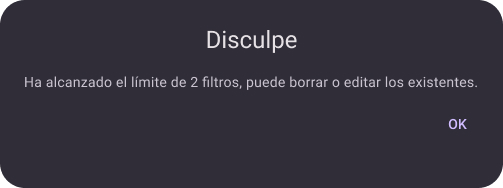 Disculpe
Ha alcanzado el límite de 2 filtros, puede borrar o editar los existentes.
OK